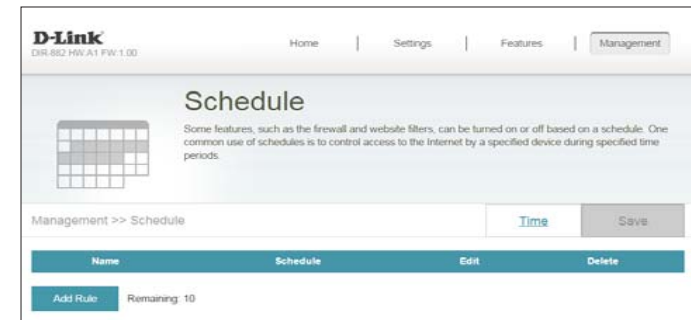 D-Link
DIR-882 HW:A1 FW:1.00
Home | Settings | Features | Management
Schedule
Some features, such as the firewall and website filters, can be turned on or off based on a schedule. One
common use of schedules is to control access to the Internet by a specified device during specified time
periods.
Management >> Schedule
Time
Save
Name Schedule Edit Delete
Add Rule Remaining: 10